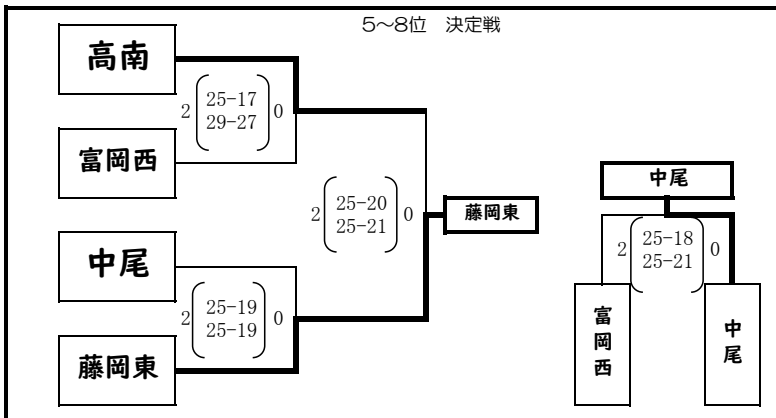 5～8位 決定戦
高南
2 25-17 0
29-27
富岡西
2 25-20 0
25-21
藤岡東
中尾
2 25-19 0
25-19
藤岡東
中尾
2 25-18 0
25-21
富岡西
中尾